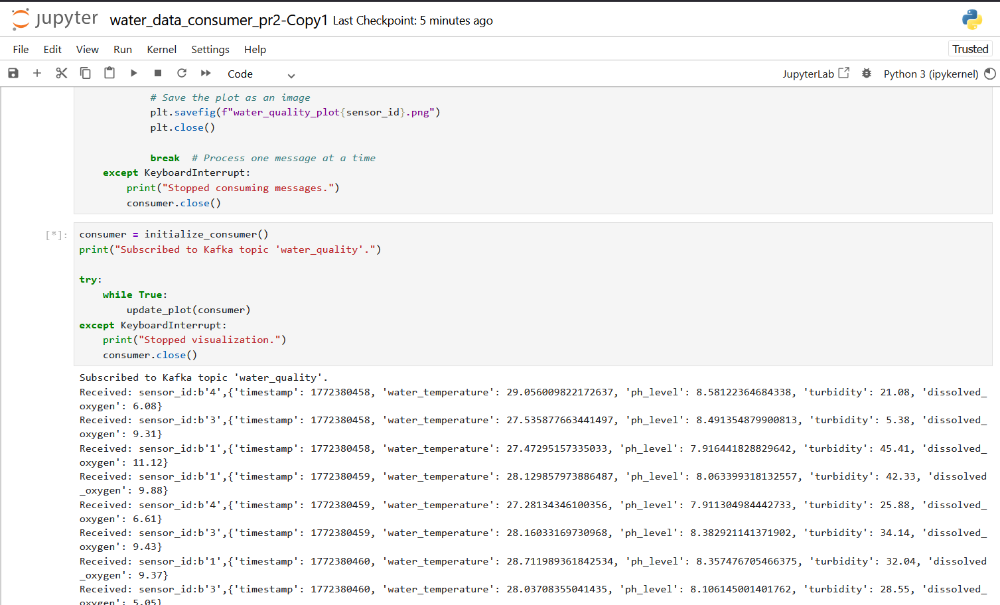 jupyter water_data_consumer_pr2-Copy1 Last Checkpoint: 5 minutes ago
File Edit View Run Kernel Settings Help Trusted
Code JupyterLab Python 3 (ipykernel)
# Save the plot as an image
plt.savefig(f"water_quality_plot{sensor_id}.png")
plt.close()
break  # Process one message at a time
except KeyboardInterrupt:
print("Stopped consuming messages.")
consumer.close()
[*]: consumer = initialize_consumer()
print("Subscribed to Kafka topic 'water_quality'.")
try:
while True:
update_plot(consumer)
except KeyboardInterrupt:
print("Stopped visualization.")
consumer.close()
Subscribed to Kafka topic 'water_quality'.
Received: sensor_id:b'4',{'timestamp': 1772380458, 'water_temperature': 29.056009822172637, 'ph_level': 8.58122364684338, 'turbidity': 21.08, 'dissolved_
oxygen': 6.08}
Received: sensor_id:b'3',{'timestamp': 1772380458, 'water_temperature': 27.535877663441497, 'ph_level': 8.491354879900813, 'turbidity': 5.38, 'dissolved_
oxygen': 9.31}
Received: sensor_id:b'1',{'timestamp': 1772380458, 'water_temperature': 27.47295157335033, 'ph_level': 7.916441828829642, 'turbidity': 45.41, 'dissolved_
oxygen': 11.12}
Received: sensor_id:b'1',{'timestamp': 1772380459, 'water_temperature': 28.129857973886487, 'ph_level': 8.063399318132557, 'turbidity': 42.33, 'dissolved
_oxygen': 9.88}
Received: sensor_id:b'4',{'timestamp': 1772380459, 'water_temperature': 27.28134346100356, 'ph_level': 7.911304984442733, 'turbidity': 25.88, 'dissolved_
oxygen': 6.61}
Received: sensor_id:b'3',{'timestamp': 1772380459, 'water_temperature': 28.16033169730968, 'ph_level': 8.382921141371902, 'turbidity': 34.14, 'dissolved_
oxygen': 9.43}
Received: sensor_id:b'1',{'timestamp': 1772380460, 'water_temperature': 28.711989361842534, 'ph_level': 8.357476705466375, 'turbidity': 32.04, 'dissolved
_oxygen': 9.37}
Received: sensor_id:b'3',{'timestamp': 1772380460, 'water_temperature': 28.03708355041435, 'ph_level': 8.106145001401762, 'turbidity': 28.55, 'dissolved_
oxygen': 5.05}